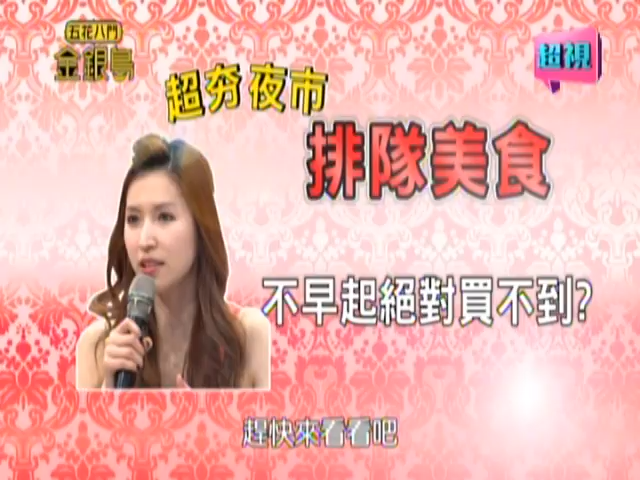 五花八門
金銀島
超視
超夯夜市
排隊美食
不早起絕對買不到?
趕快來看看吧